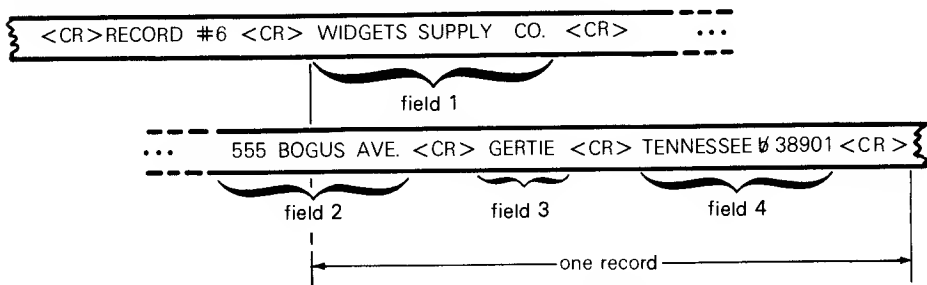 <CR>RECORD #6 <CR> WIDGETS SUPPLY CO. <CR> ...
field 1
... 555 BOGUS AVE. <CR> GERTIE <CR> TENNESSEE b̸ 38901 <CR>
field 2 field 3 field 4
one record